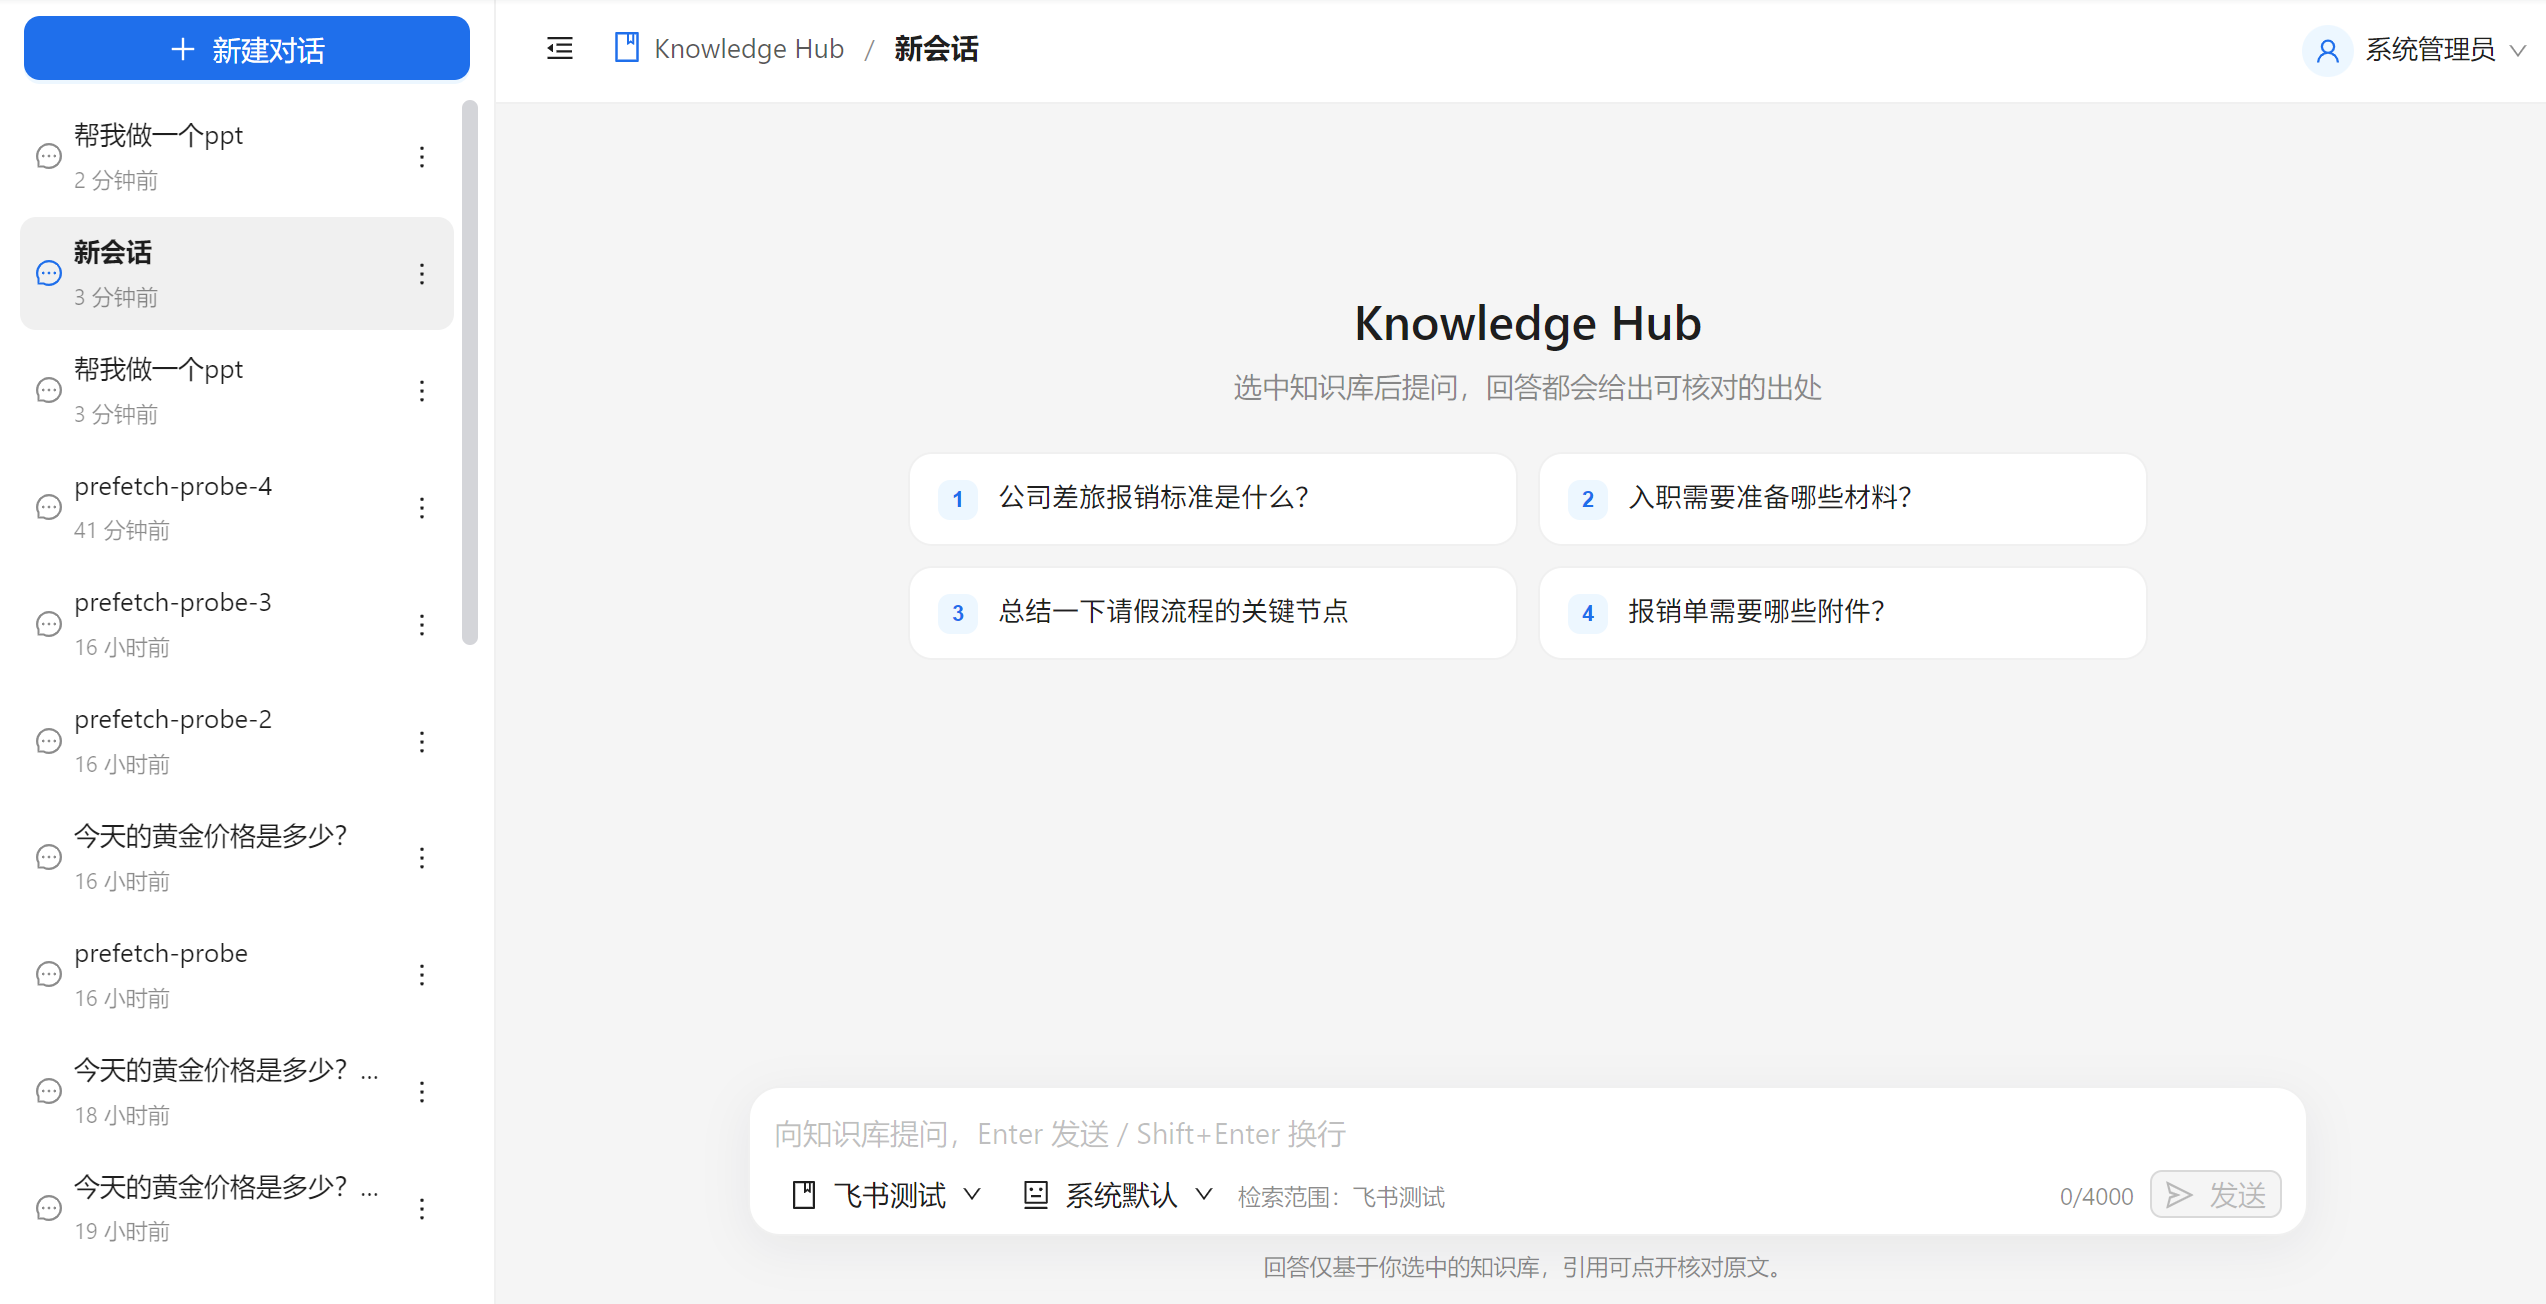 新建对话
帮我做一个ppt
2 分钟前
新会话
3 分钟前
帮我做一个ppt
3 分钟前
prefetch-probe-4
41 分钟前
prefetch-probe-3
16 小时前
prefetch-probe-2
16 小时前
今天的黄金价格是多少？
16 小时前
prefetch-probe
16 小时前
今天的黄金价格是多少？...
18 小时前
今天的黄金价格是多少？...
19 小时前
Knowledge Hub / 新会话
系统管理员
Knowledge Hub
选中知识库后提问，回答都会给出可核对的出处
1 公司差旅报销标准是什么？
2 入职需要准备哪些材料？
3 总结一下请假流程的关键节点
4 报销单需要哪些附件？
向知识库提问，Enter 发送 / Shift+Enter 换行
飞书测试 系统默认 检索范围：飞书测试 0/4000 发送
回答仅基于你选中的知识库，引用可点开核对原文。